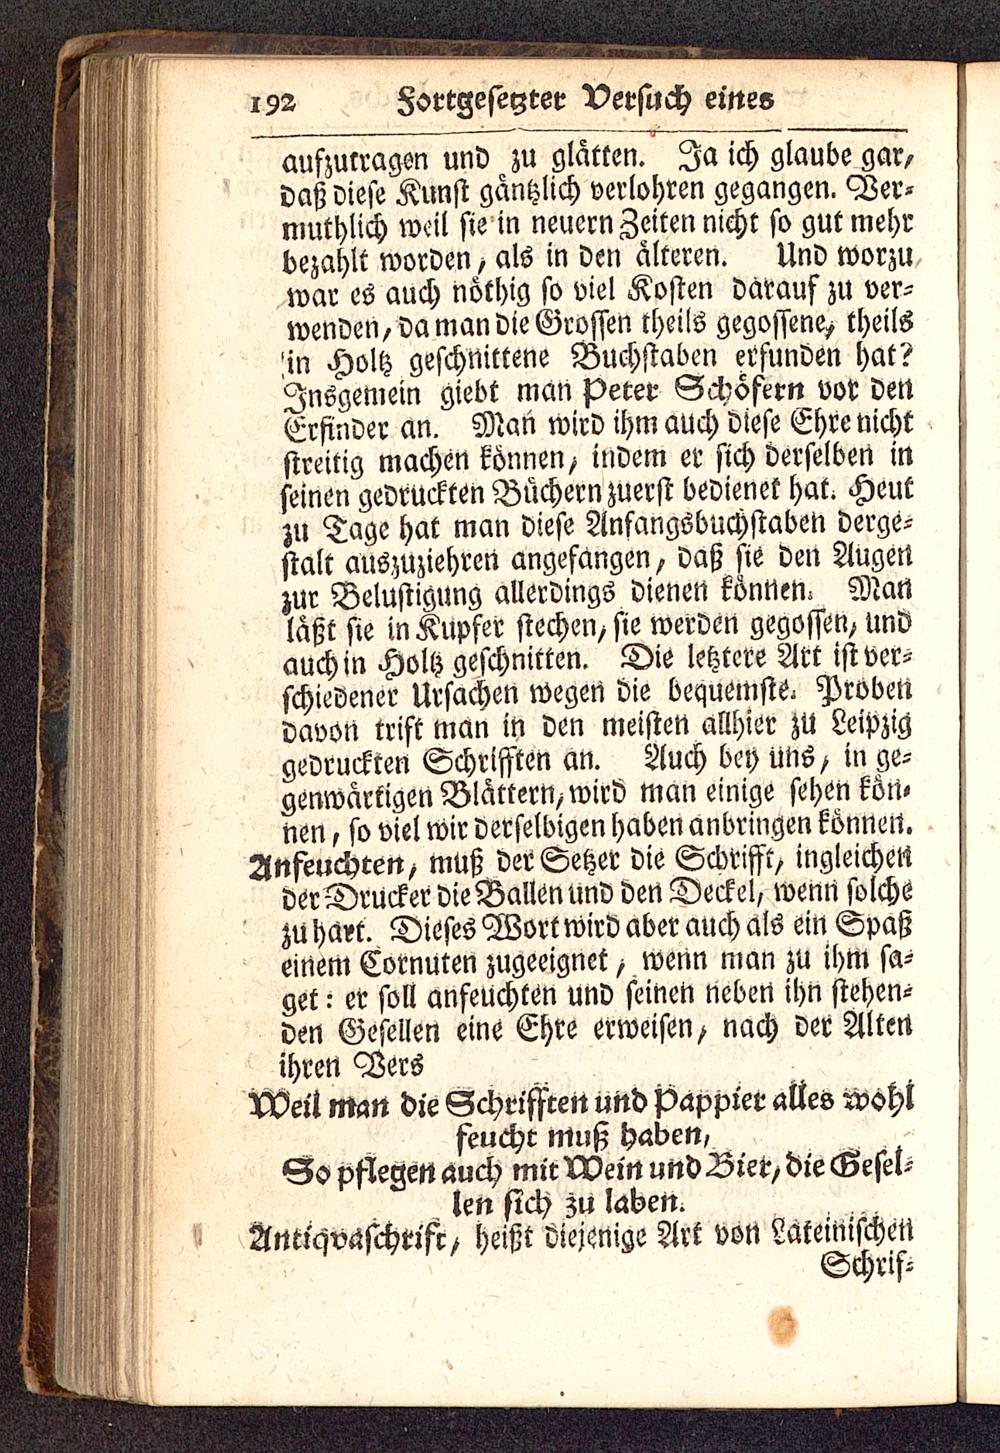 192 Fortgesetzter Versuch eines
aufzutragen und zu glätten. Ja ich glaube gar,
daß diese Kunst gäntzlich verlohren gegangen. Ver-
muthlich weil sie in neuern Zeiten nicht so gut mehr
bezahlt worden, als in den älteren. Und worzu
war es auch nöthig so viel Kosten darauf zu ver-
wenden, da man die Grossen theils gegossene, theils
in Holtz geschnittene Buchstaben erfunden hat?
Insgemein giebt man Peter Schöfern vor den
Erfinder an. Man wird ihm auch diese Ehre nicht
streitig machen können, indem er sich derselben in
seinen gedruckten Büchern zuerst bedienet hat. Heut
zu Tage hat man diese Anfangsbuchstaben derge-
stalt auszuziehren angefangen, daß sie den Augen
zur Belustigung allerdings dienen können. Man
läßt sie in Kupfer stechen, sie werden gegossen, und
auch in Holtz geschnitten. Die letztere Art ist ver-
schiedener Ursachen wegen die bequemste. Proben
davon trift man in den meisten allhier zu Leipzig
gedruckten Schrifften an. Auch bey uns, in ge-
genwärtigen Blättern, wird man einige sehen kön-
nen, so viel wir derselbigen haben anbringen können.
Anfeuchten, muß der Setzer die Schrifft, ingleichen
der Drucker die Ballen und den Deckel, wenn solche
zu hart. Dieses Wort wird aber auch als ein Spaß
einem Cornuten zugeeignet, wenn man zu ihm sa-
get: er soll anfeuchten und seinen neben ihn stehen-
den Gesellen eine Ehre erweisen, nach der Alten
ihren Vers
Weil man die Schrifften und Pappier alles wohl
feucht muß haben,
So pflegen auch mit Wein und Bier, die Gesel-
len sich zu laben.
Antiqvaschrift, heißt diejenige Art von Lateinischen
Schrif-